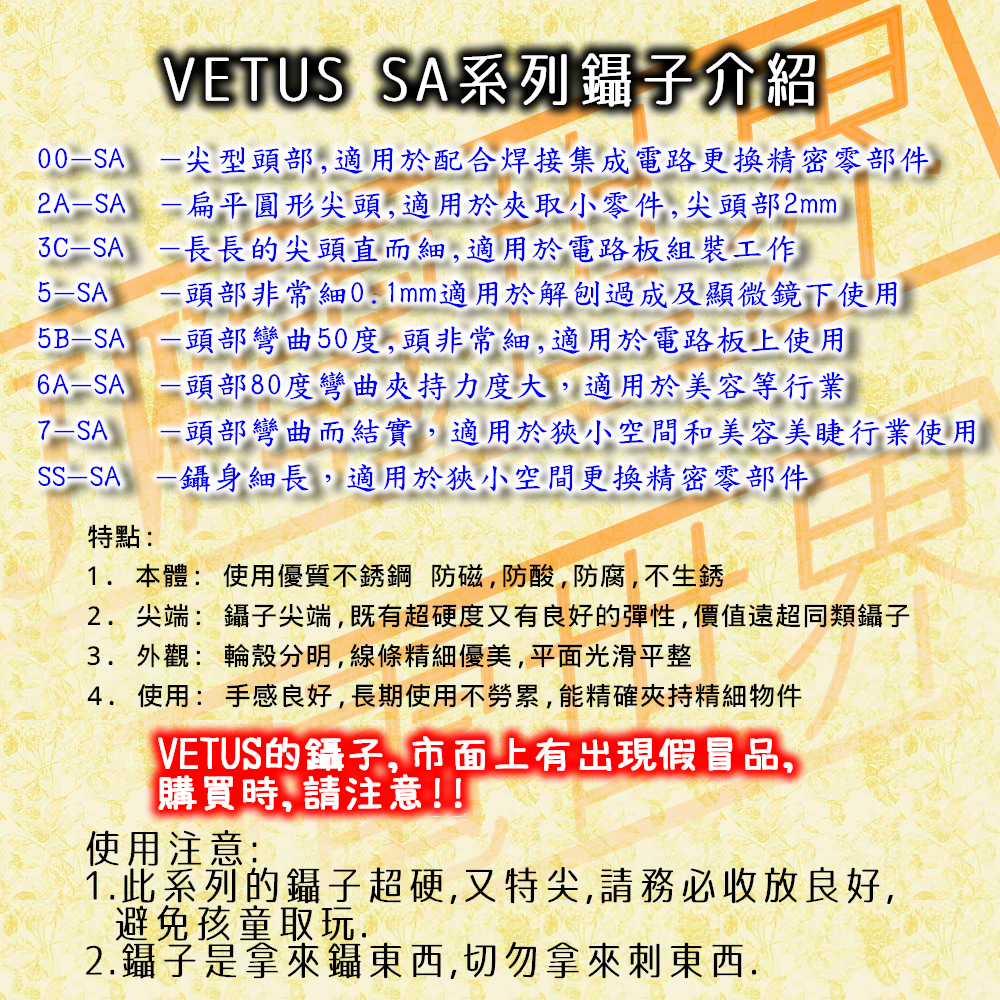 VETUS SA系列鑷子介紹
00-SA -尖型頭部,適用於配合焊接集成電路更換精密零部件
2A-SA -扁平圓形尖頭,適用於夾取小零件,尖頭部2mm
3C-SA -長長的尖頭直而細,適用於電路板組裝工作
5-SA -頭部非常細0.1mm適用於解刨過成及顯微鏡下使用
5B-SA -頭部彎曲50度,頭非常細,適用於電路板上使用
6A-SA -頭部80度彎曲夾持力度大,適用於美容等行業
7-SA -頭部彎曲而結實,適用於狹小空間和美容美睫行業使用
SS-SA -鑷身細長,適用於狹小空間更換精密零部件
特點:
1. 本體: 使用優質不銹鋼 防磁,防酸,防腐,不生銹
2. 尖端: 鑷子尖端,既有超硬度又有良好的彈性,價值遠超同類鑷子
3. 外觀: 輪殼分明,線條精細優美,平面光滑平整
4. 使用: 手感良好,長期使用不勞累,能精確夾持精細物件
VETUS的鑷子,市面上有出現假冒品,
購買時,請注意!!
使用注意:
1.此系列的鑷子超硬,又特尖,請務必收放良好,
避免孩童取玩.
2.鑷子是拿來鑷東西,切勿拿來刺東西.